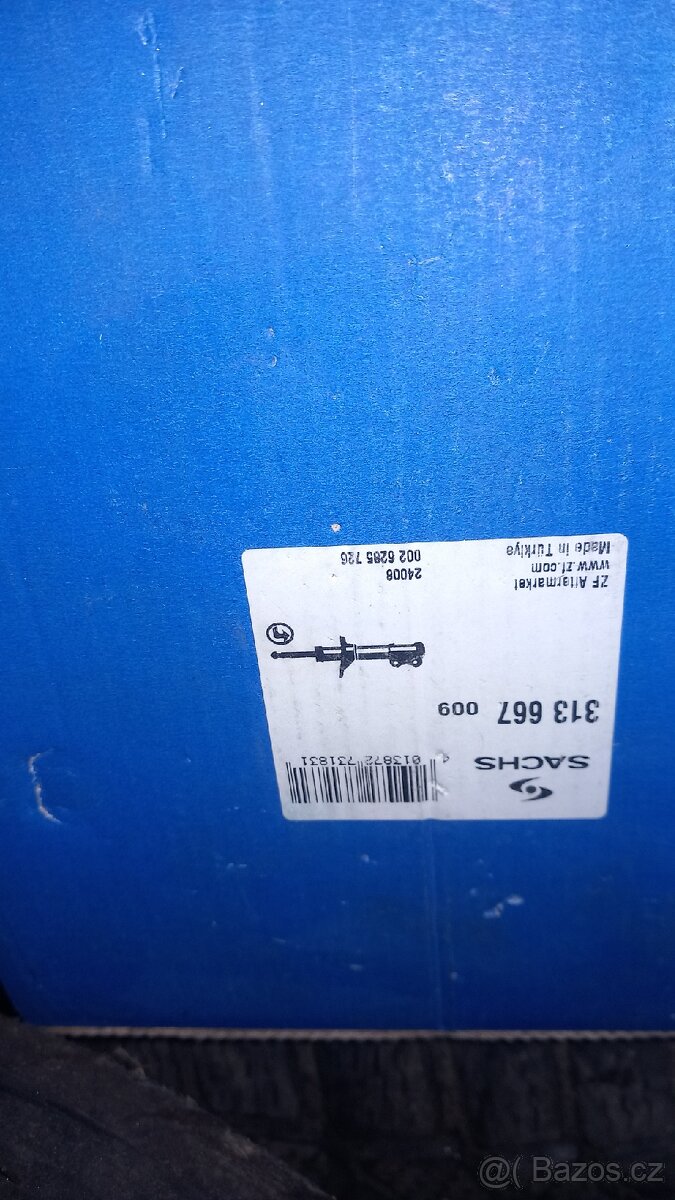 SACHS
4 013872 731831
313 667 009
ZF Aftermarket
www.zf.com
Made in Türkiye
24008
002 6285 726
@( Bazos.cz